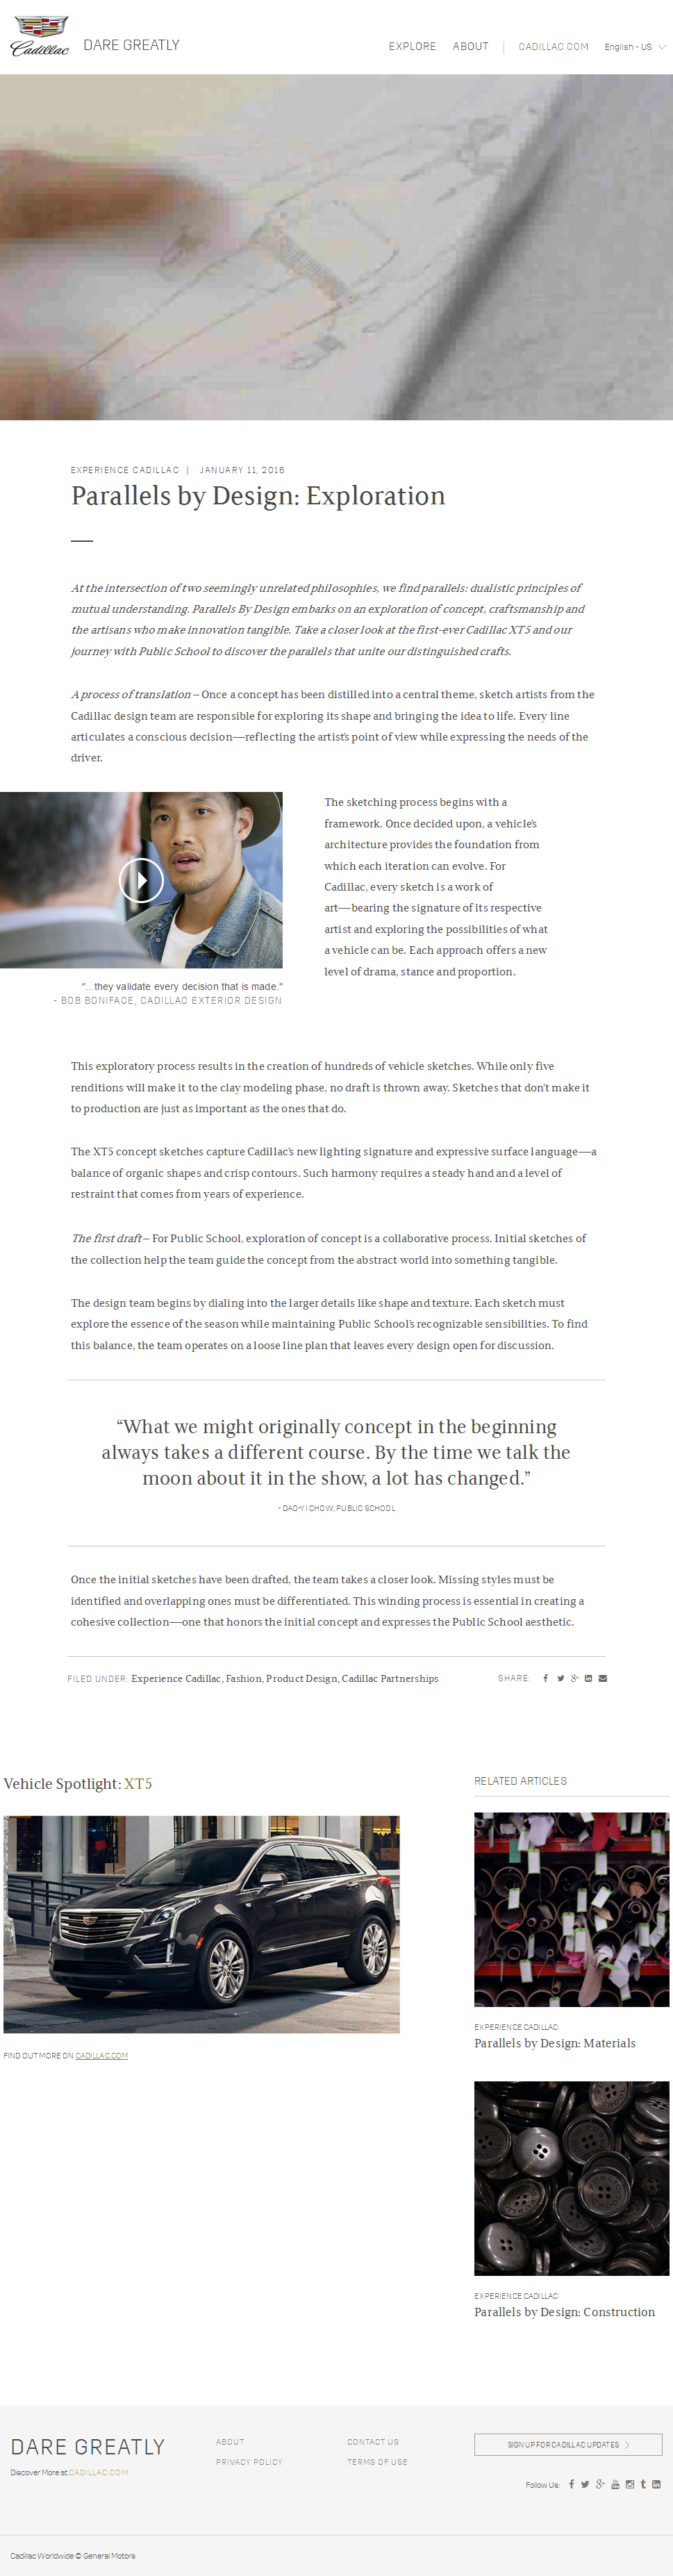 Cadillac
DARE GREATLY
EXPLORE ABOUT | CADILLAC.COM English - US
EXPERIENCE CADILLAC | JANUARY 11, 2016
Parallels by Design: Exploration
At the intersection of two seemingly unrelated philosophies, we find parallels: dualistic principles of
mutual understanding. Parallels By Design embarks on an exploration of concept, craftsmanship and
the artisans who make innovation tangible. Take a closer look at the first-ever Cadillac XT5 and our
journey with Public School to discover the parallels that unite our distinguished crafts.
A process of translation – Once a concept has been distilled into a central theme, sketch artists from the
Cadillac design team are responsible for exploring its shape and bringing the idea to life. Every line
articulates a conscious decision—reflecting the artist's point of view while expressing the needs of the
driver.
The sketching process begins with a
framework. Once decided upon, a vehicle's
architecture provides the foundation from
which each iteration can evolve. For
Cadillac, every sketch is a work of
art—bearing the signature of its respective
artist and exploring the possibilities of what
a vehicle can be. Each approach offers a new
level of drama, stance and proportion.
"...they validate every decision that is made."
- BOB BONIFACE, CADILLAC EXTERIOR DESIGN
This exploratory process results in the creation of hundreds of vehicle sketches. While only five
renditions will make it to the clay modeling phase, no draft is thrown away. Sketches that don't make it
to production are just as important as the ones that do.
The XT5 concept sketches capture Cadillac's new lighting signature and expressive surface language—a
balance of organic shapes and crisp contours. Such harmony requires a steady hand and a level of
restraint that comes from years of experience.
The first draft – For Public School, exploration of concept is a collaborative process. Initial sketches of
the collection help the team guide the concept from the abstract world into something tangible.
The design team begins by dialing into the larger details like shape and texture. Each sketch must
explore the essence of the season while maintaining Public School's recognizable sensibilities. To find
this balance, the team operates on a loose line plan that leaves every design open for discussion.
“What we might originally concept in the beginning
always takes a different course. By the time we talk the
moon about it in the show, a lot has changed.”
- DAO-YI CHOW, PUBLIC SCHOOL
Once the initial sketches have been drafted, the team takes a closer look. Missing styles must be
identified and overlapping ones must be differentiated. This winding process is essential in creating a
cohesive collection—one that honors the initial concept and expresses the Public School aesthetic.
FILED UNDER: Experience Cadillac, Fashion, Product Design, Cadillac Partnerships
SHARE:
Vehicle Spotlight: XT5
FIND OUT MORE ON CADILLAC.COM
RELATED ARTICLES
EXPERIENCE CADILLAC
Parallels by Design: Materials
EXPERIENCE CADILLAC
Parallels by Design: Construction
DARE GREATLY
Discover More at CADILLAC.COM
ABOUT
PRIVACY POLICY
CONTACT US
TERMS OF USE
SIGN UP FOR CADILLAC UPDATES
Follow Us:
Cadillac Worldwide © General Motors